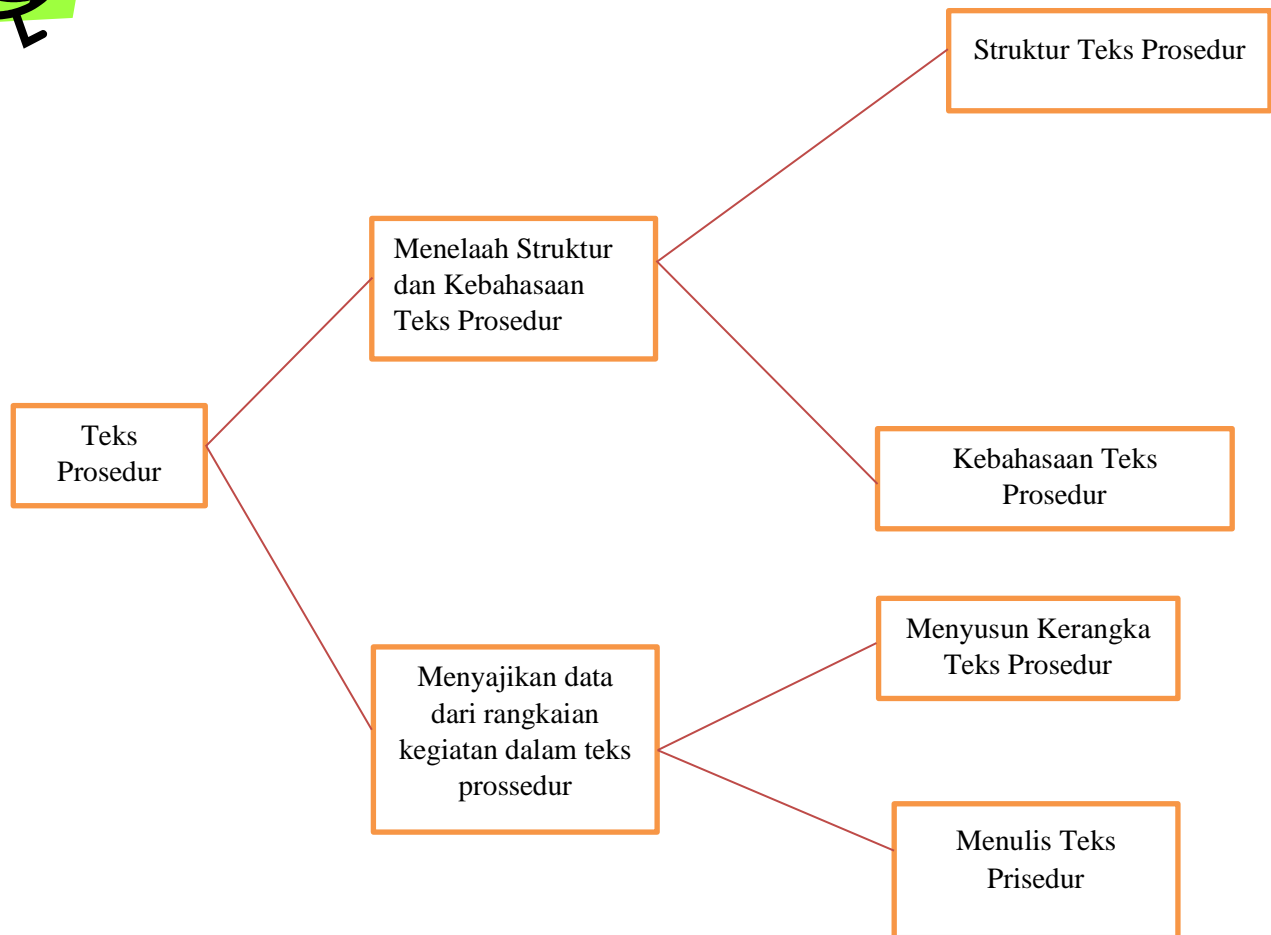 Struktur Teks Prosedur
Menelaah Struktur
dan Kebahasaan
Teks Prosedur
Teks
Prosedur
Kebahasaan Teks
Prosedur
Menyusun Kerangka
Teks Prosedur
Menyajikan data
dari rangkaian
kegiatan dalam teks
prossedur
Menulis Teks
Prisedur